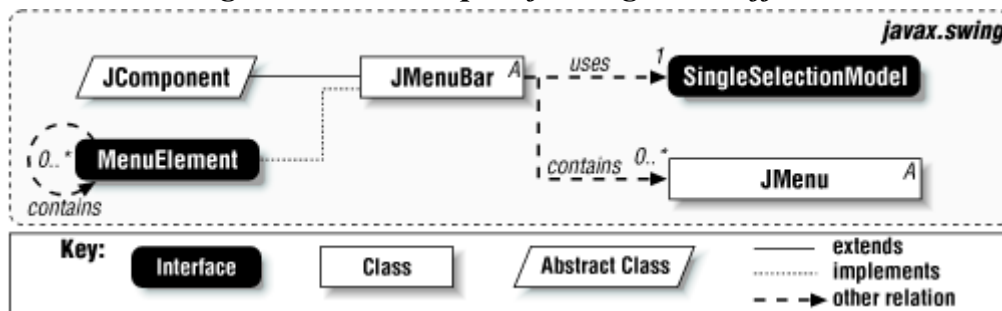 javax.swing
JComponent
JMenuBar
A
uses
1
SingleSelectionModel
0..*
MenuElement
contains
contains
0..*
JMenu
A
Key:
Interface
Class
Abstract Class
extends
implements
other relation